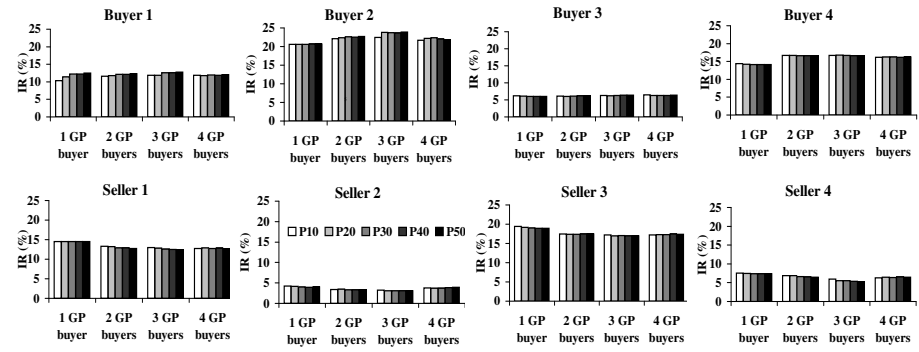 Buyer 1
Buyer 2
Buyer 3
Buyer 4
IR (%)
25
20
15
10
5
0
1 GP buyer
2 GP buyers
3 GP buyers
4 GP buyers
IR (%)
25
20
15
10
5
0
1 GP buyer
2 GP buyers
3 GP buyers
4 GP buyers
IR (%)
25
20
15
10
5
0
1 GP buyer
2 GP buyers
3 GP buyers
4 GP buyers
IR (%)
25
20
15
10
5
0
1 GP buyer
2 GP buyers
3 GP buyers
4 GP buyers
Seller 1
Seller 2
Seller 3
Seller 4
IR (%)
25
20
15
10
5
0
1 GP buyer
2 GP buyers
3 GP buyers
4 GP buyers
IR (%)
25
20
15
10
5
0
P10 P20 P30 P40 P50
1 GP buyer
2 GP buyers
3 GP buyers
4 GP buyers
IR (%)
25
20
15
10
5
0
1 GP buyer
2 GP buyers
3 GP buyers
4 GP buyers
IR (%)
25
20
15
10
5
0
1 GP buyer
2 GP buyers
3 GP buyers
4 GP buyers